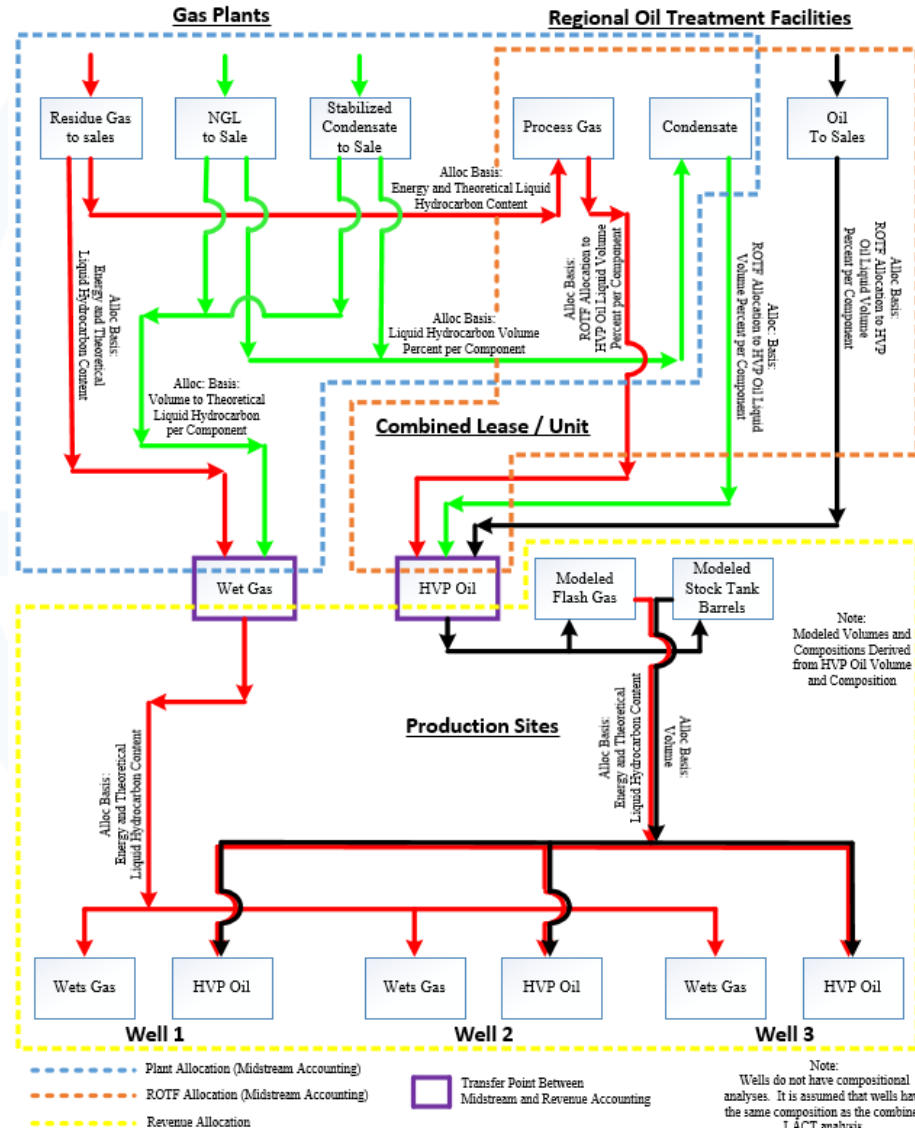 Gas Plants
Regional Oil Treatment Facilities
Residue Gas
to sales
NGL
to Sale
Stabilized
Condensate
to Sale
Process Gas
Condensate
Oil
To Sales
Alloc Basis:
Energy and Theoretical Liquid
Hydrocarbon Content
Alloc Basis:
Energy and Theoretical
Liquid Hydrocarbon Content
Alloc Basis:
ROTF Allocation to
HVP Oil Liquid Volume
Percent per Component
Alloc: Basis:
ROTF Allocation to HVP Oil Liquid
Volume Percent per Component
Alloc Basis:
ROTF Allocation to HVP
Oil Liquid Volume
Percent per Component
Alloc Basis:
Liquid Hydrocarbon Volume
Percent per Component
Alloc: Basis:
Volume to Theoretical
Liquid Hydrocarbon
per Component
Combined Lease / Unit
Wet Gas
HVP Oil
Modeled
Flash Gas
Modeled
Stock Tank
Barrels
Note:
Modeled Volumes and
Compositions Derived
from HVP Oil Volume
and Composition
Production Sites
Alloc Basis:
Energy and Theoretical
Liquid Hydrocarbon Content
Alloc Basis:
Energy and Theoretical
Liquid Hydrocarbon Content
Alloc Basis:
Volume
Wets Gas
HVP Oil
Wets Gas
HVP Oil
Wets Gas
HVP Oil
Well 1
Well 2
Well 3
Plant Allocation (Midstream Accounting)
ROTF Allocation (Midstream Accounting)
Revenue Allocation
Transfer Point Between
Midstream and Revenue Accounting
Note:
Wells do not have compositional
analyses. It is assumed that wells hav
the same composition as the combine
LACT analysis